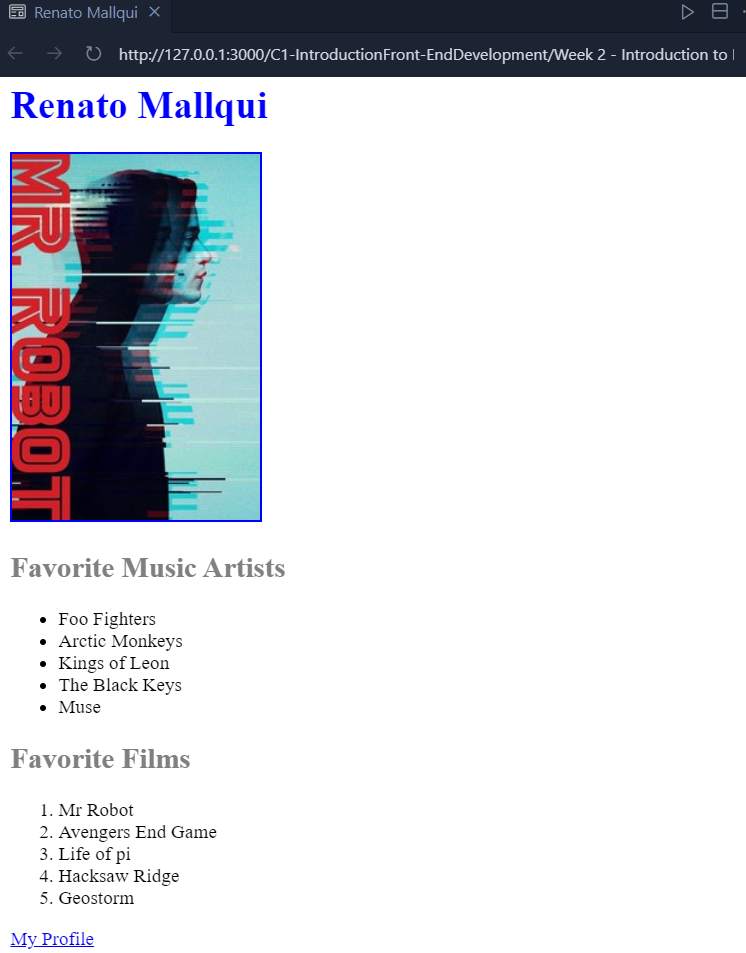 Renato Mallqui
http://127.0.0.1:3000/C1-IntroductionFront-EndDevelopment/Week 2 - Introduction to
Renato Mallqui
MR. ROBOT
Favorite Music Artists
Foo Fighters
Arctic Monkeys
Kings of Leon
The Black Keys
Muse
Favorite Films
1. Mr Robot
2. Avengers End Game
3. Life of pi
4. Hacksaw Ridge
5. Geostorm
My Profile